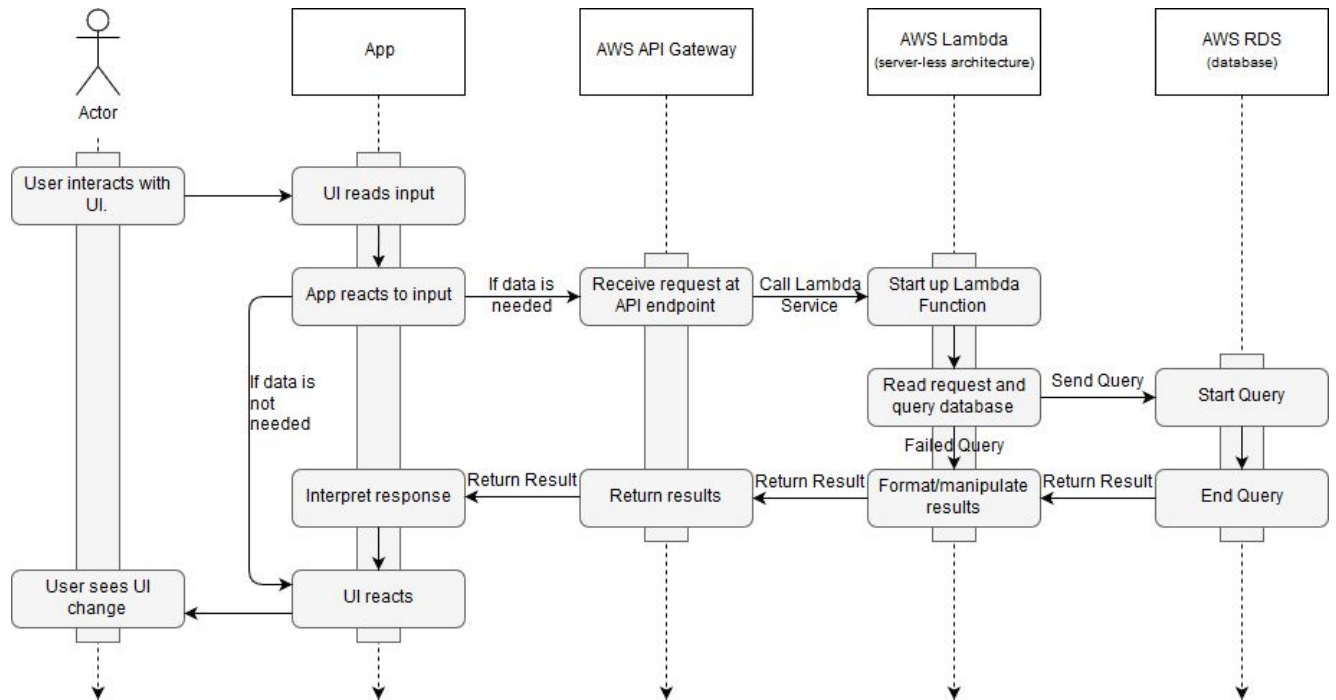 Actor
App
AWS API Gateway
AWS Lambda
(server-less architecture)
AWS RDS
(database)
User interacts with
UI.
UI reads input
App reacts to input
If data is
needed
Receive request at
API endpoint
Call Lambda
Service
Start up Lambda
Function
If data is
not
needed
Read request and
query database
Send Query
Start Query
Failed Query
Interpret response
Return Result
Return results
Return Result
Format/manipulate
results
Return Result
End Query
User sees UI
change
UI reacts